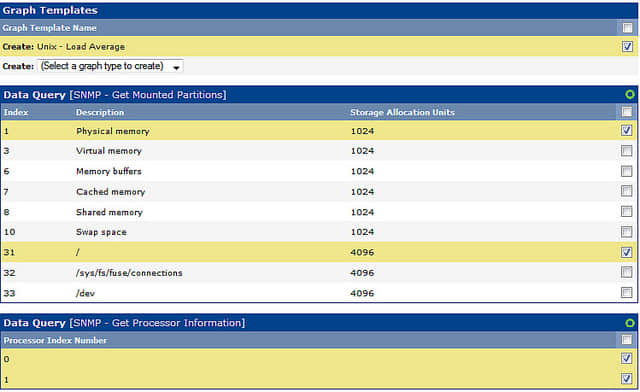 Graph Templates
Graph Template Name
Create: Unix - Load Average
Create: (Select a graph type to create)
Data Query [SNMP - Get Mounted Partitions]
Index Description Storage Allocation Units
1 Physical memory 1024
3 Virtual memory 1024
6 Memory buffers 1024
7 Cached memory 1024
8 Shared memory 1024
10 Swap space 1024
31 / 4096
32 /sys/fs/fuse/connections 4096
33 /dev 4096
Data Query [SNMP - Get Processor Information]
Processor Index Number
0
1